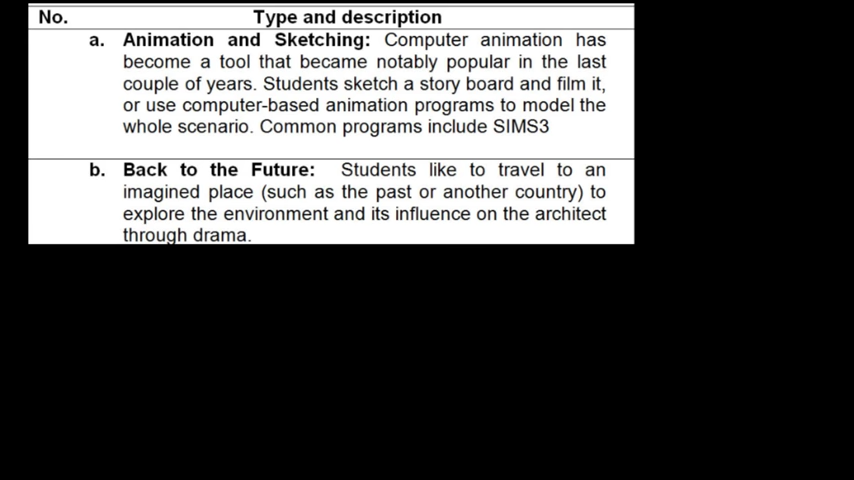 No. Type and description
a. Animation and Sketching: Computer animation has
become a tool that became notably popular in the last
couple of years. Students sketch a story board and film it,
or use computer-based animation programs to model the
whole scenario. Common programs include SIMS3
b. Back to the Future: Students like to travel to an
imagined place (such as the past or another country) to
explore the environment and its influence on the architect
through drama.